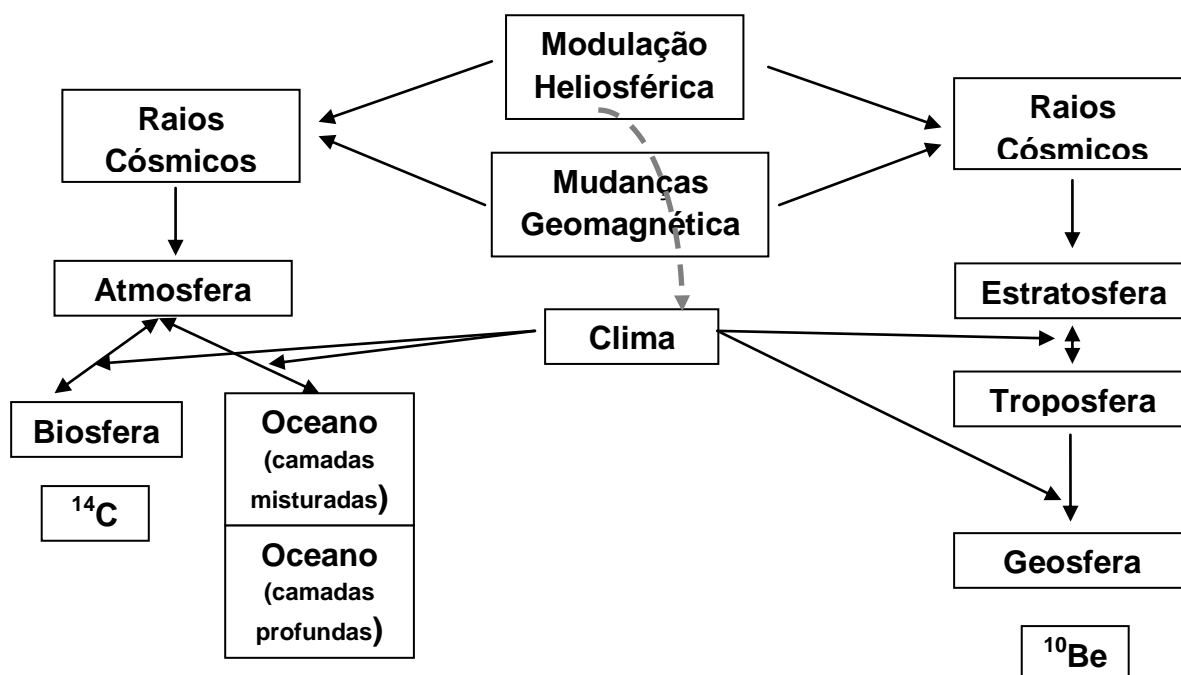 Modulação
Heliosférica
Raios
Cósmicos
Raios
Cósmicos
Mudanças
Geomagnética
Atmosfera
Estratosfera
Clima
Biosfera
Oceano
(camadas
misturadas)
Troposfera
¹⁴C
Oceano
(camadas
profundas)
Geosfera
¹⁰Be